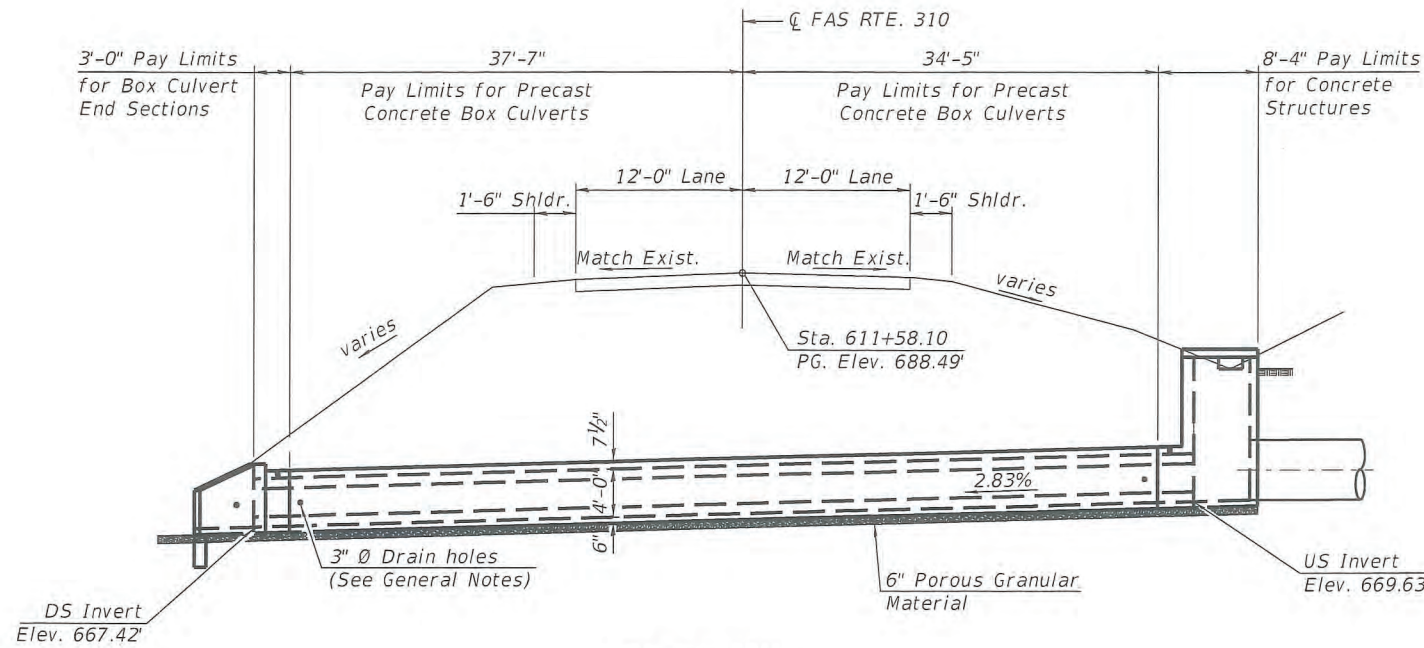 ℄ FAS RTE. 310
3'-0" Pay Limits
for Box Culvert
End Sections
37'-7"
Pay Limits for Precast
Concrete Box Culverts
34'-5"
Pay Limits for Precast
Concrete Box Culverts
8'-4" Pay Limits
for Concrete
Structures
12'-0" Lane
12'-0" Lane
1'-6" Shldr.
1'-6" Shldr.
Match Exist.
Match Exist.
varies
varies
Sta. 611+58.10
PG. Elev. 688.49'
7½"
4'-0"
6"
2.83%
3" Ø Drain holes
(See General Notes)
6" Porous Granular
Material
US Invert
Elev. 669.63
DS Invert
Elev. 667.42'